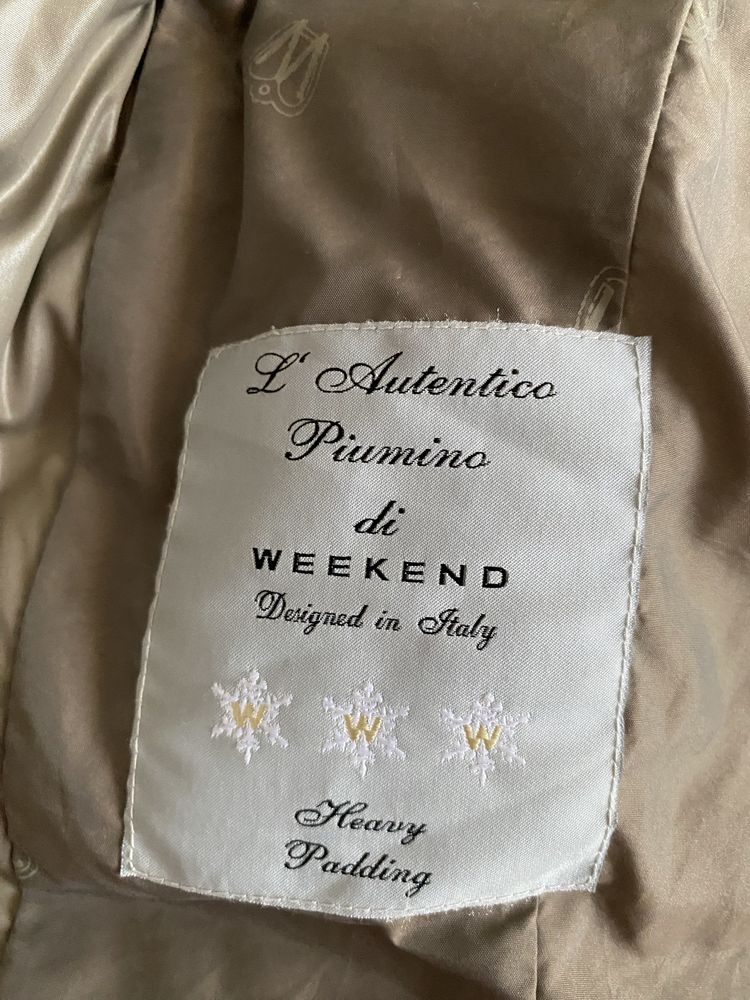 W
L' Autentico
Piumino
di
WEEKEND
Designed in Italy
W W W
Heavy
Padding